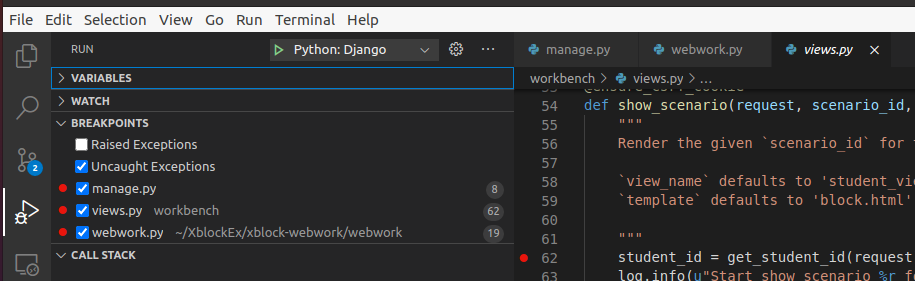 File Edit Selection View Go Run Terminal Help
RUN Python: Django ...
manage.py webwork.py views.py
VARIABLES
workbench > views.py > ...
WATCH
BREAKPOINTS
Raised Exceptions
Uncaught Exceptions
manage.py 8
views.py workbench 62
webwork.py ~/XblockEx/xblock-webwork/webwork 19
CALL STACK
2
54 def show_scenario(request, scenario_id,
55 """
56 Render the given `scenario_id` for
57
58 `view_name` defaults to 'student_vi
59 `template` defaults to 'block.html'
60
61 """
62 student_id = get_student_id(request
63 log.info(u"Start show scenario %r